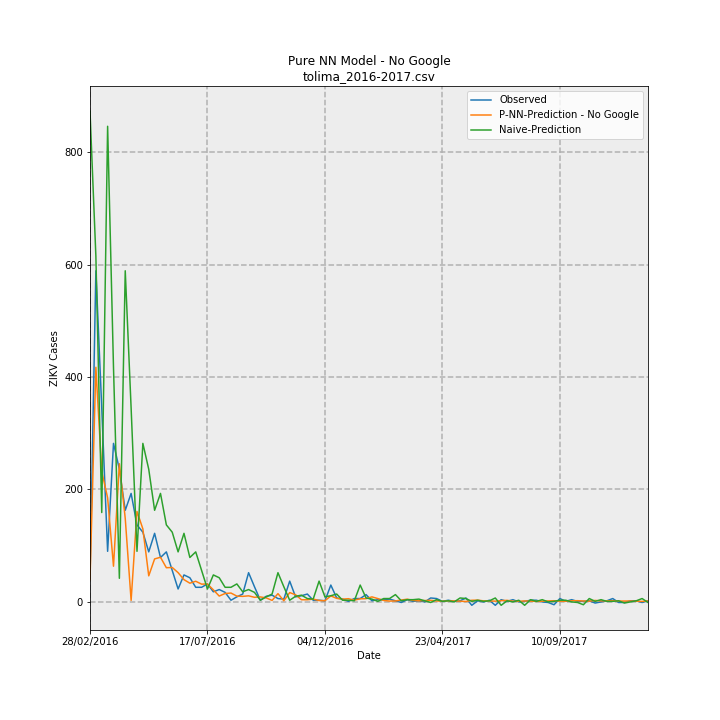 Pure NN Model - No Google
tolima_2016-2017.csv
Observed
P-NN-Prediction - No Google
Naive-Prediction
800
600
400
200
0
ZIKV Cases
28/02/2016
17/07/2016
04/12/2016
23/04/2017
10/09/2017
Date